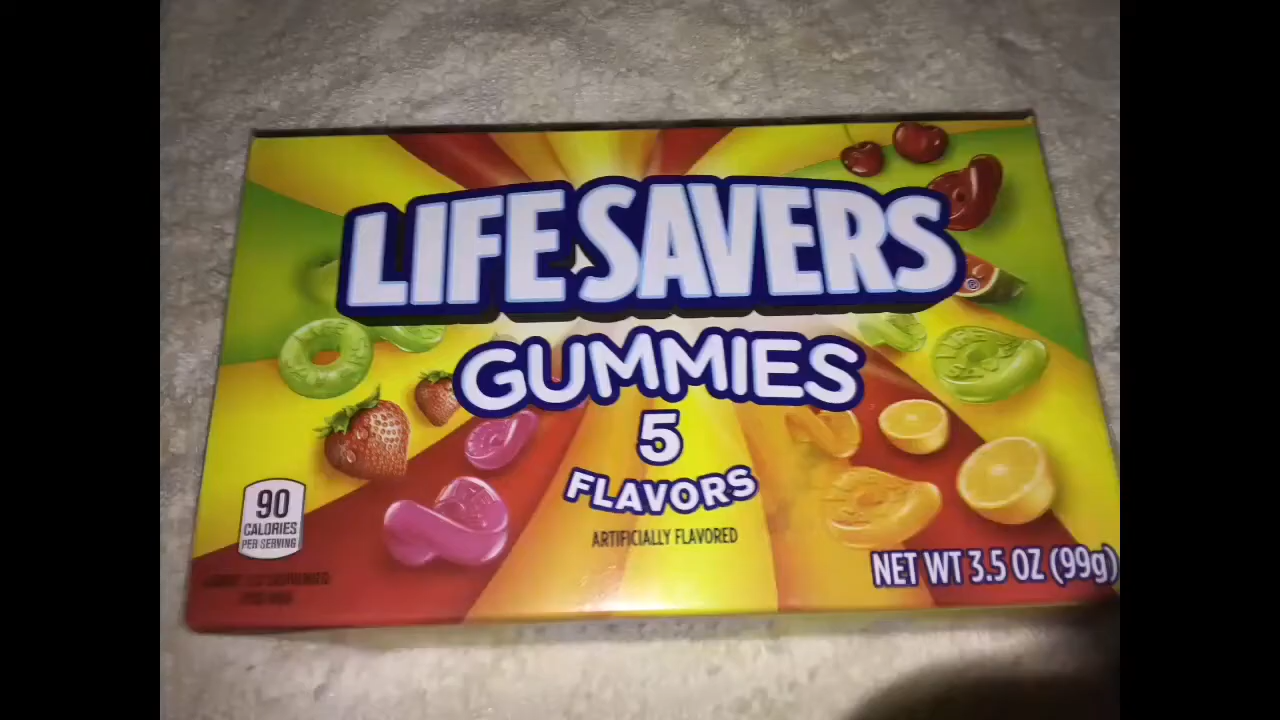 LIFE SAVERS
®
GUMMIES
5
FLAVORS
ARTIFICIALLY FLAVORED
90
CALORIES
PER SERVING
NET WT 3.5 OZ (99g)